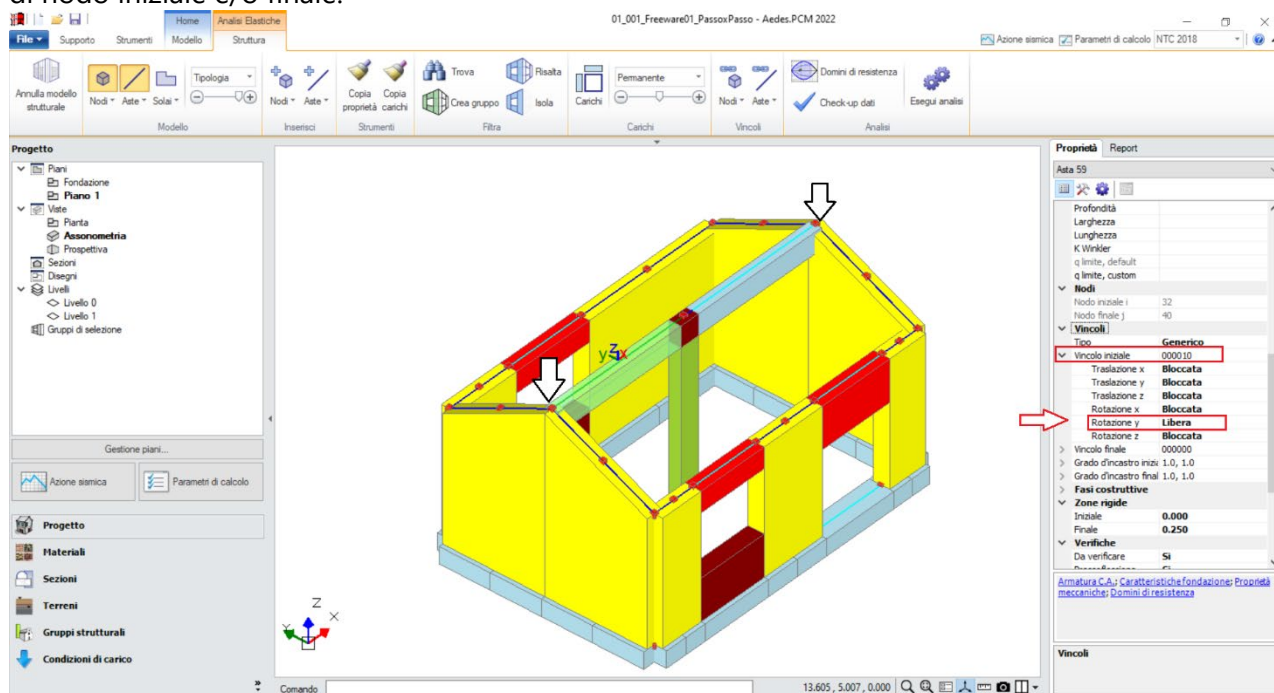 di nodo iniziale e/o finale.
Home Analisi Elastiche 01_001_Freeware01_PassoxPasso - Aedes.PCM 2022
File Supporto Strumenti Modello Struttura Azione sismica Parametri di calcolo NTC 2018
Annulla modello strutturale
Nodi Aste Solai Tipologia
Modello
Nodi Aste
Inserisci
Copia proprietà Copia carichi
Strumenti
Trova Risalta
Crea gruppo Isola
Filtra
Carichi Permanente
Carichi
Nodi Aste
Vincoli
Domini di resistenza
Check-up dati
Esegui analisi
Analisi
Progetto
Piani
Fondazione
Piano 1
Viste
Pianta
Assonometria
Prospettiva
Sezioni
Disegni
Livelli
Livello 0
Livello 1
Gruppi di selezione
Gestione piani...
Azione sismica Parametri di calcolo
Progetto
Materiali
Sezioni
Terreni
Gruppi strutturali
Condizioni di carico
y z x
Z
Y X
Comando 13.605 , 5.007 , 0.000
Proprietà Report
Asta 59
Profondità
Larghezza
Lunghezza
K Winkler
q limite, default
q limite, custom
Nodi
Nodo iniziale i 32
Nodo finale j 40
Vincoli
Tipo Generico
Vincolo iniziale 000010
Traslazione x Bloccata
Traslazione y Bloccata
Traslazione z Bloccata
Rotazione x Bloccata
Rotazione y Libera
Rotazione z Bloccata
Vincolo finale 000000
Grado d'incastro inizia 1.0, 1.0
Grado d'incastro final 1.0, 1.0
Fasi costruttive
Zone rigide
Iniziale 0.000
Finale 0.250
Verifiche
Da verificare Sì
Armatura C.A.; Caratteristiche fondazione; Proprietà
meccaniche; Domini di resistenza
Vincoli